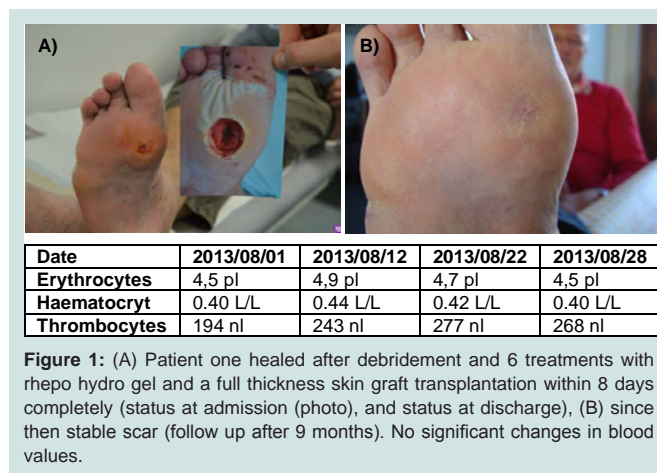 A)
B)
Date 2013/08/01 2013/08/12 2013/08/22 2013/08/28
Erythrocytes 4,5 pl 4,9 pl 4,7 pl 4,5 pl
Haematocryt 0.40 L/L 0.44 L/L 0.42 L/L 0.40 L/L
Thrombocytes 194 nl 243 nl 277 nl 268 nl
Figure 1: (A) Patient one healed after debridement and 6 treatments with
rhepo hydro gel and a full thickness skin graft transplantation within 8 days
completely (status at admission (photo), and status at discharge), (B) since
then stable scar (follow up after 9 months). No significant changes in blood
values.